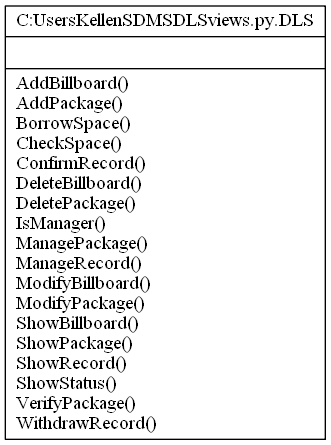 C:UsersKellenSDMSDLSviews.py.DLS
AddBillboard()
AddPackage()
BorrowSpace()
CheckSpace()
ConfirmRecord()
DeleteBillboard()
DeletePackage()
IsManager()
ManagePackage()
ManageRecord()
ModifyBillboard()
ModifyPackage()
ShowBillboard()
ShowPackage()
ShowRecord()
ShowStatus()
VerifyPackage()
WithdrawRecord()